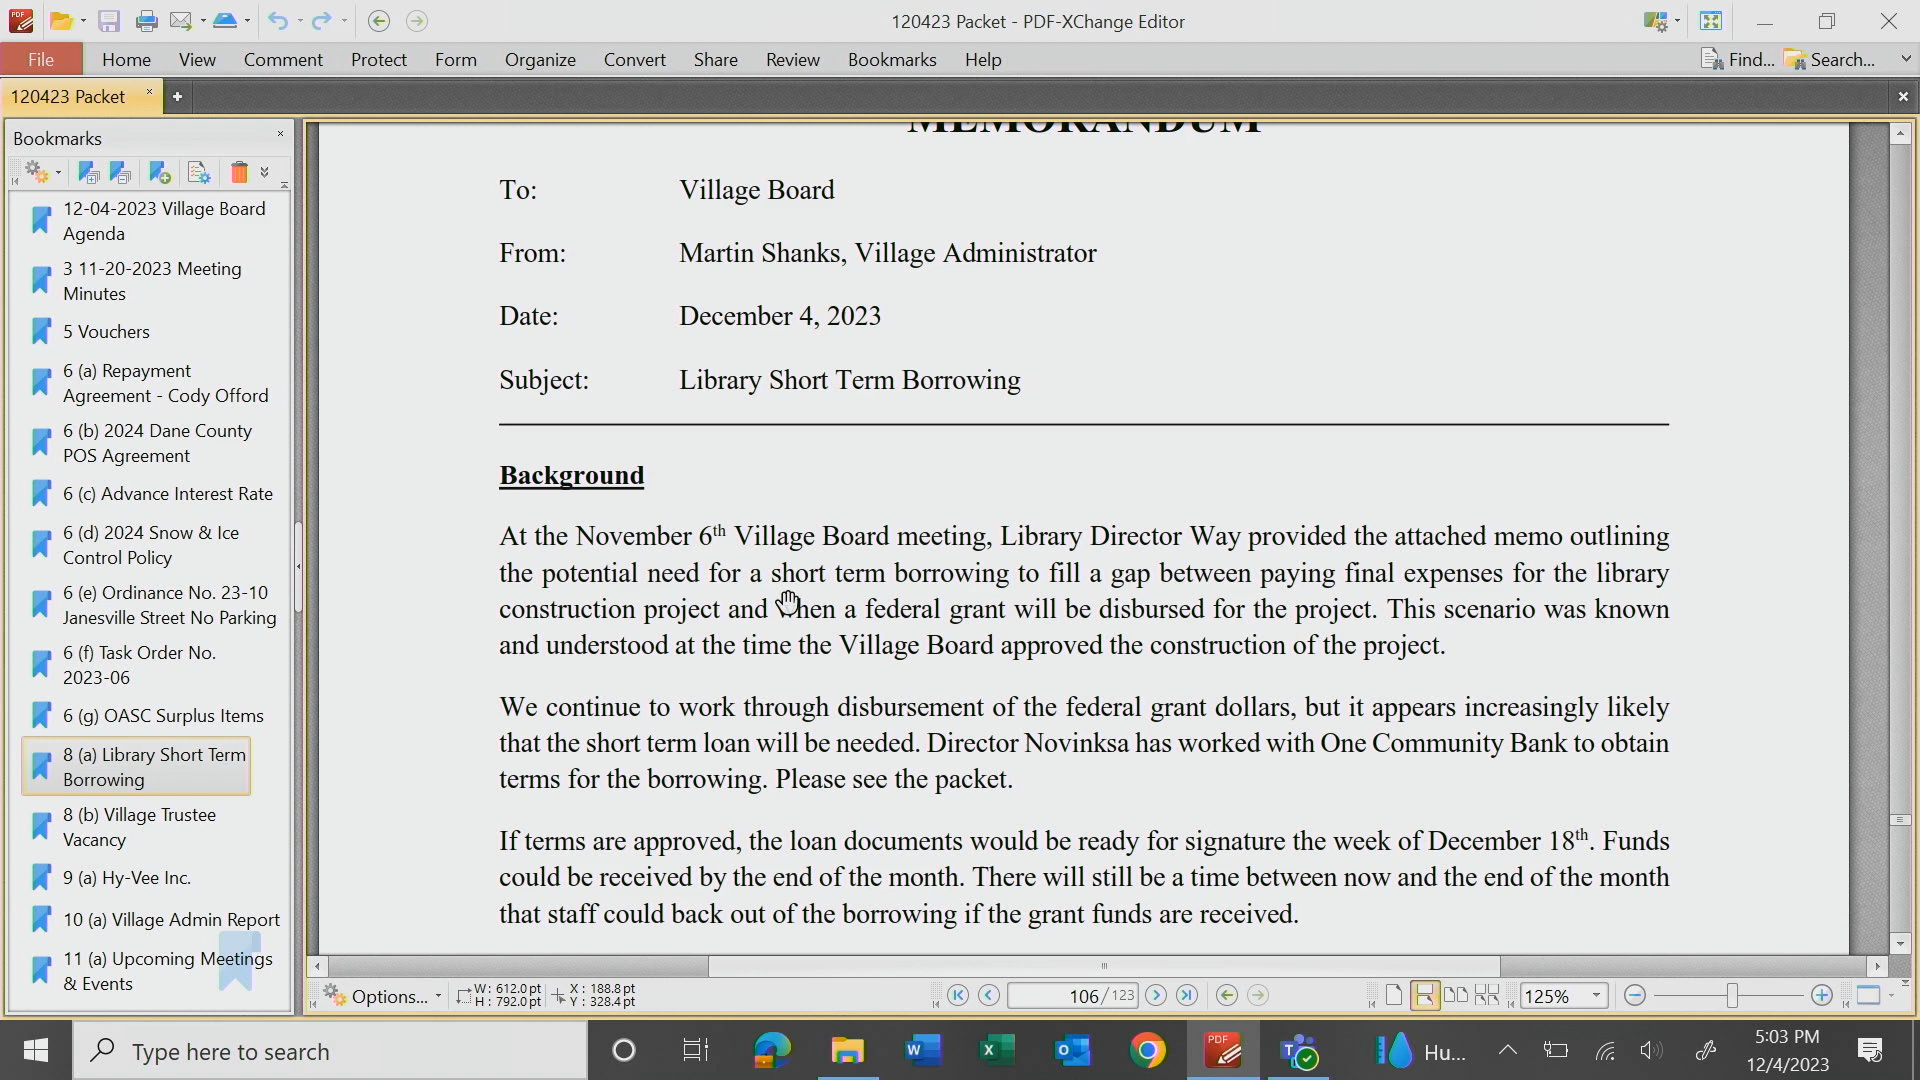 120423 Packet - PDF-XChange Editor
File Home View Comment Protect Form Organize Convert Share Review Bookmarks Help Find... Search...
120423 Packet
Bookmarks
12-04-2023 Village Board
Agenda
3 11-20-2023 Meeting
Minutes
5 Vouchers
6 (a) Repayment
Agreement - Cody Offord
6 (b) 2024 Dane County
POS Agreement
6 (c) Advance Interest Rate
6 (d) 2024 Snow & Ice
Control Policy
6 (e) Ordinance No. 23-10
Janesville Street No Parking
6 (f) Task Order No.
2023-06
6 (g) OASC Surplus Items
8 (a) Library Short Term
Borrowing
8 (b) Village Trustee
Vacancy
9 (a) Hy-Vee Inc.
10 (a) Village Admin Report
11 (a) Upcoming Meetings
& Events
MEMORANDUM
To: Village Board
From: Martin Shanks, Village Administrator
Date: December 4, 2023
Subject: Library Short Term Borrowing
Background
At the November 6th Village Board meeting, Library Director Way provided the attached memo outlining
the potential need for a short term borrowing to fill a gap between paying final expenses for the library
construction project and when a federal grant will be disbursed for the project. This scenario was known
and understood at the time the Village Board approved the construction of the project.
We continue to work through disbursement of the federal grant dollars, but it appears increasingly likely
that the short term loan will be needed. Director Novinksa has worked with One Community Bank to obtain
terms for the borrowing. Please see the packet.
If terms are approved, the loan documents would be ready for signature the week of December 18th. Funds
could be received by the end of the month. There will still be a time between now and the end of the month
that staff could back out of the borrowing if the grant funds are received.
Options... W: 612.0pt X: 188.8pt 106/123 125%
H: 792.0pt Y: 328.4pt
Type here to search Hu... 5:03 PM
12/4/2023